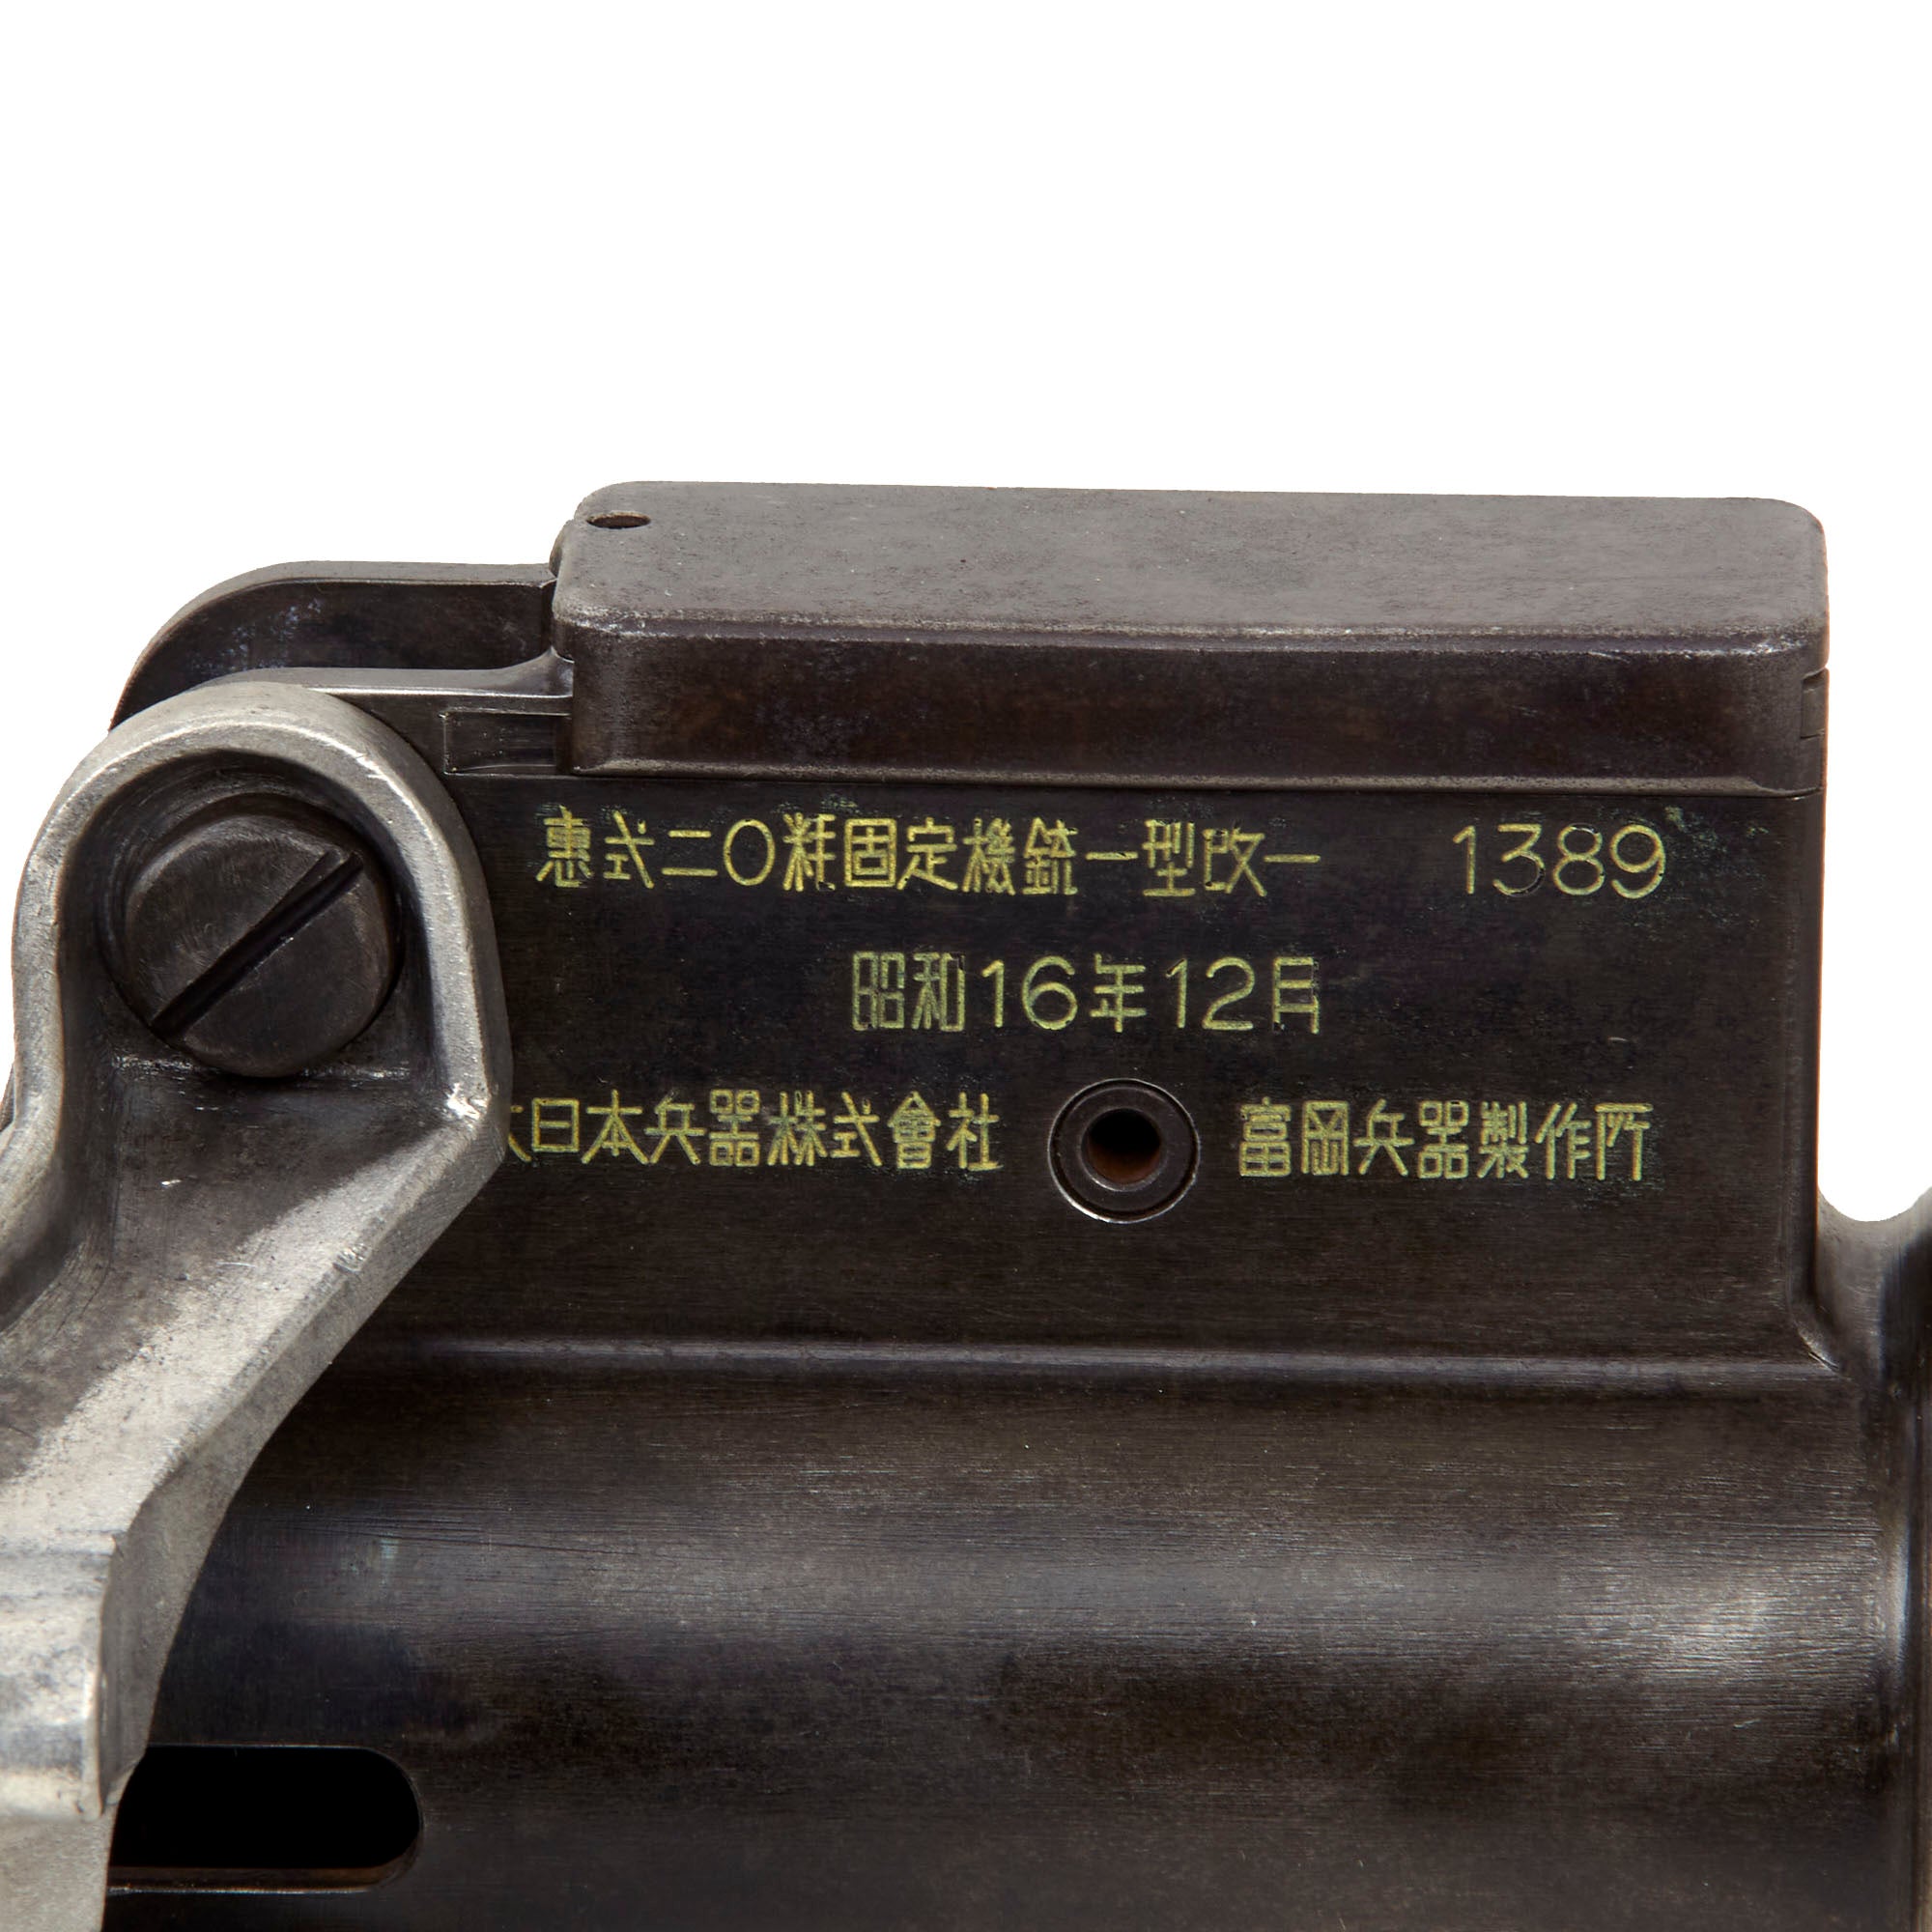 恵式二〇粍固定機銃一型改一 1389
昭和16年12月
大日本兵器株式會社 富岡兵器製作所